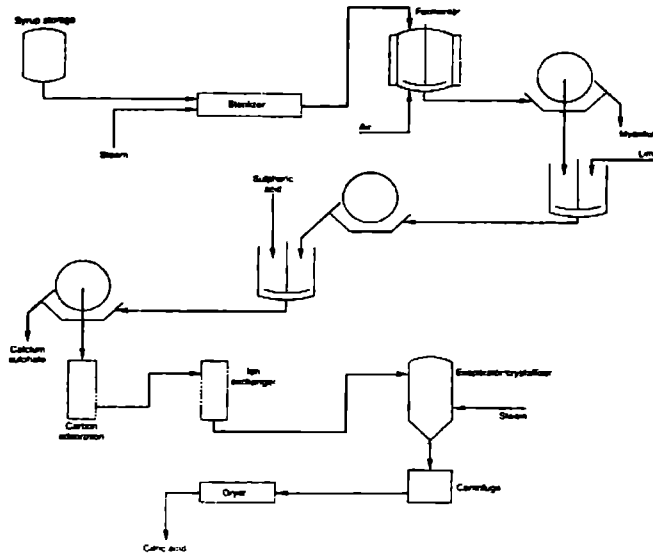 Syrup storage
Fermenter
Sterilizer
Steam
Air
Mycelium
Lime
Sulphuric
acid
Calcium
sulphate
Ion
exchanger
Carbon
adsorption
Evaporator-crystallizer
Steam
Centrifuge
Dryer
Citric acid